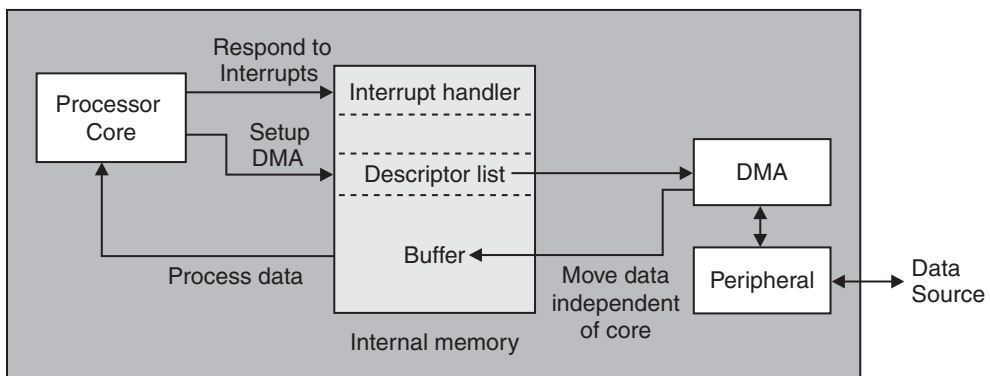 Respond to
Interrupts
Processor
Core
Setup
DMA
Interrupt handler
Descriptor list
Buffer
DMA
Peripheral
Data
Source
Process data
Move data
independent
of core
Internal memory